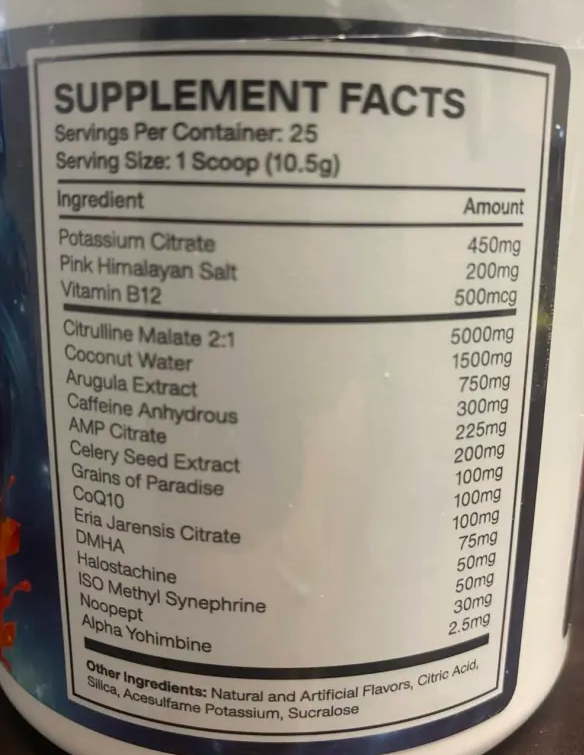 SUPPLEMENT FACTS
Servings Per Container: 25
Serving Size: 1 Scoop (10.5g)
Ingredient Amount
Potassium Citrate 450mg
Pink Himalayan Salt 200mg
Vitamin B12 500mcg
Citrulline Malate 2:1 5000mg
Coconut Water 1500mg
Arugula Extract 750mg
Caffeine Anhydrous 300mg
AMP Citrate 225mg
Celery Seed Extract 200mg
Grains of Paradise 100mg
CoQ10 100mg
Eria Jarensis Citrate 100mg
DMHA 75mg
Halostachine 50mg
ISO Methyl Synephrine 50mg
Noopept 30mg
Alpha Yohimbine 2.5mg
Other Ingredients: Natural and Artificial Flavors, Citric Acid,
Silica, Acesulfame Potassium, Sucralose